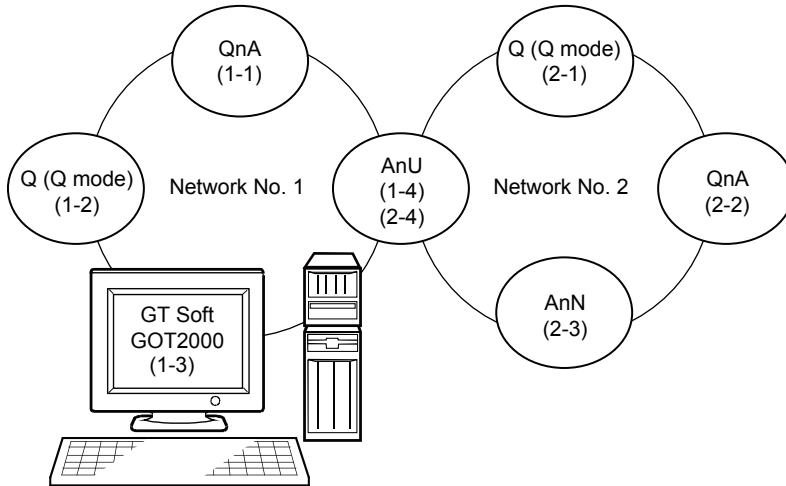 QnA
(1-1)
Q (Q mode)
(2-1)
Q (Q mode)
(1-2)
Network No. 1
AnU
(1-4)
(2-4)
Network No. 2
QnA
(2-2)
GT Soft
GOT2000
(1-3)
AnN
(2-3)